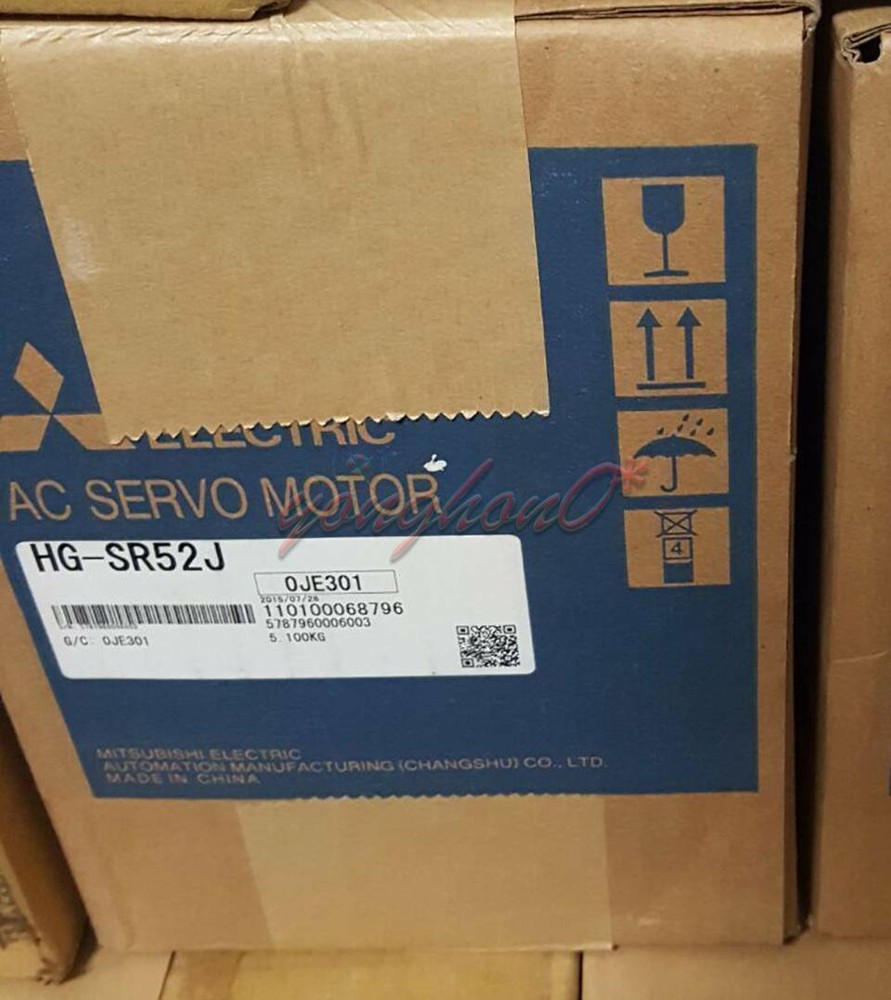 ELECTRIC
AC SERVO MOTOR
yonghon0*
HG-SR52J
0JE301
2015/07/28
110100068796
5787960006003
G/C: 0JE301
5.100KG
4
MITSUBISHI ELECTRIC
AUTOMATION MANUFACTURING (CHANGSHU) CO., LTD.
MADE IN CHINA